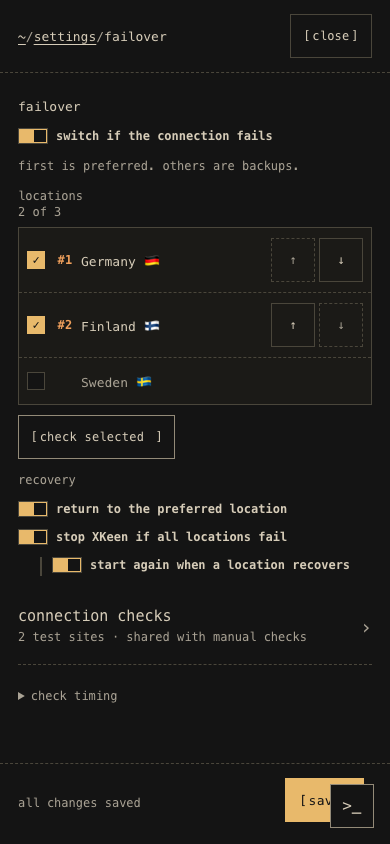 ~/settings/failover
[close]
failover
switch if the connection fails
first is preferred. others are backups.
locations
2 of 3
✓ #1 Germany 🇩🇪 ↑ ↓
✓ #2 Finland 🇫🇮 ↑ ↓
Sweden 🇸🇪
[check selected ]
recovery
return to the preferred location
stop XKeen if all locations fail
start again when a location recovers
connection checks ›
2 test sites · shared with manual checks
▶ check timing
all changes saved
>_